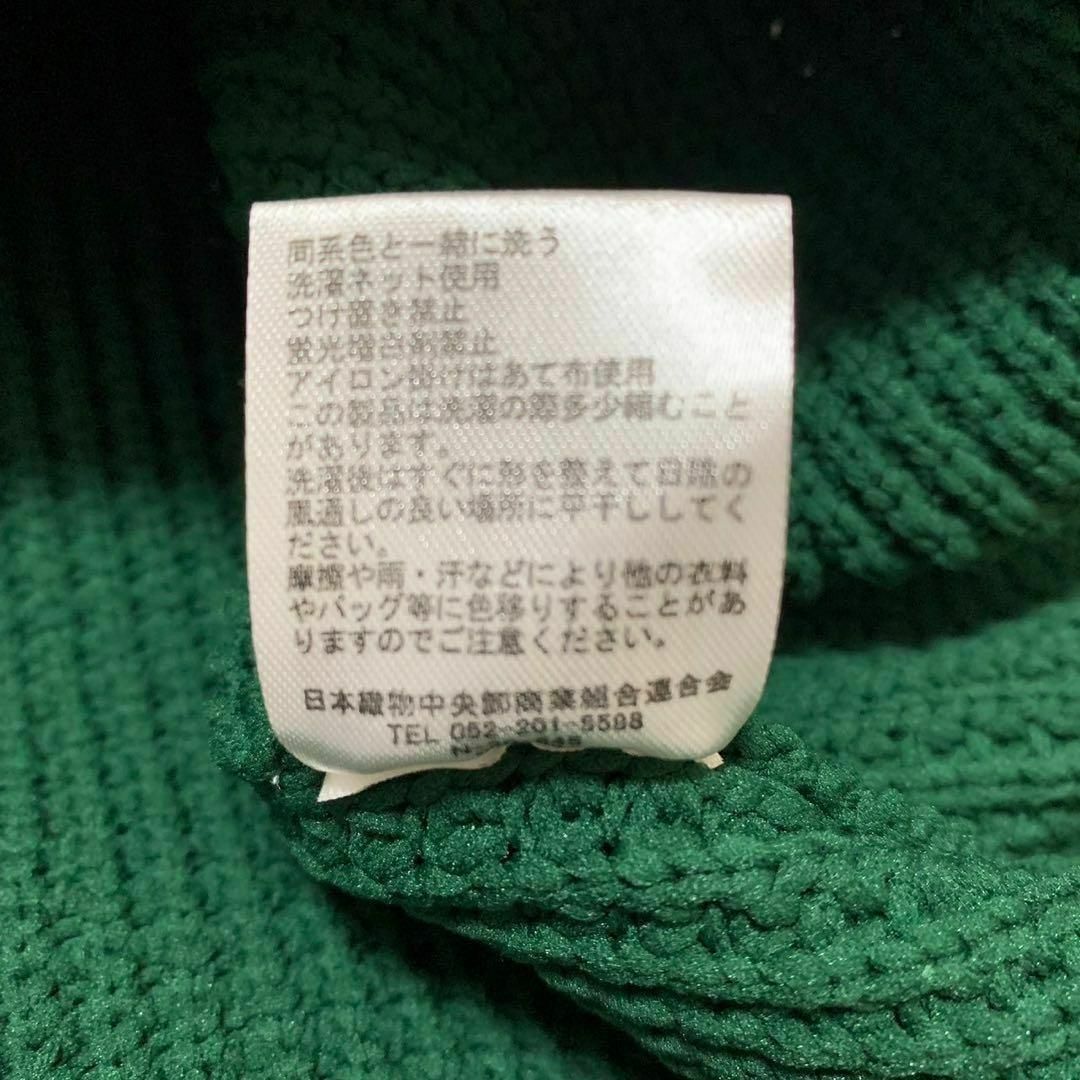 同系色と一緒に洗う
洗濯ネット使用
つけ置き禁止
蛍光増白剤禁止
アイロン掛けはあて布使用
この製品は洗濯の際多少縮むこと
があります。
洗濯後はすぐに形を整えて日陰の
風通しの良い場所に平干ししてく
ださい。
摩擦や雨・汗などにより他の衣料
やバッグ等に色移りすることがあ
りますのでご注意ください。
日本織物中央卸商業組合連合会
TEL 052-201-8598